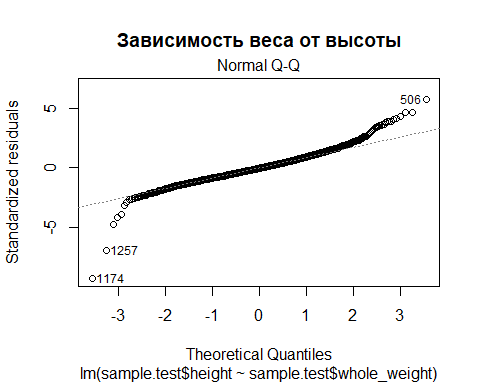 Зависимость веса от высоты
Normal Q-Q
Standardized residuals
506
1257
1174
5
0
-5
-3 -2 -1 0 1 2 3
Theoretical Quantiles
lm(sample.test$height ~ sample.test$whole_weight)